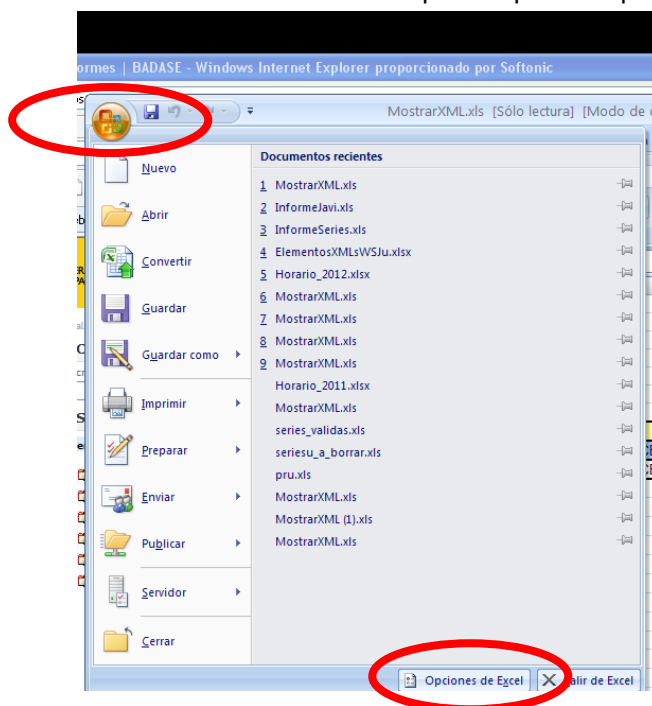 ormes | BADASE - Windows Internet Explorer proporcionado por Softonic
MostrarXML.xls [Sólo lectura] [Modo de
Documentos recientes
Nuevo
1 MostrarXML.xls
2 InformeJavi.xls
Abrir
3 InformeSeries.xls
4 ElementosXMLsWSJu.xlsx
Convertir
5 Horario_2012.xlsx
6 MostrarXML.xls
Guardar
7 MostrarXML.xls
8 MostrarXML.xls
Guardar como
9 MostrarXML.xls
Horario_2011.xlsx
Imprimir
MostrarXML.xls
series_validas.xls
Preparar
seriesu_a_borrar.xls
pru.xls
Enviar
MostrarXML.xls
MostrarXML (1).xls
Publicar
MostrarXML.xls
Servidor
Cerrar
Opciones de Excel
alir de Excel